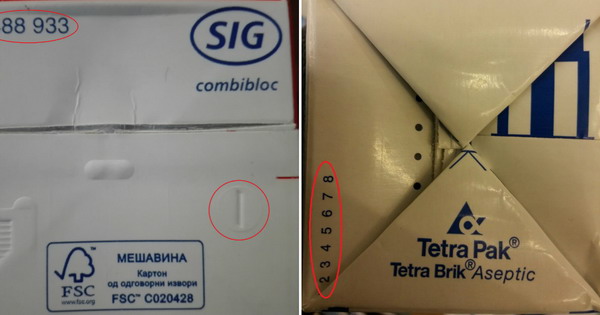 88 933
SIG
combibloc
МЕШАВИНА
Картон
од одговорни извори
FSC™ C020428
FSC
www.fsc.org
2 3 4 5 6 7 8
Tetra Pak®
Tetra Brik® Aseptic